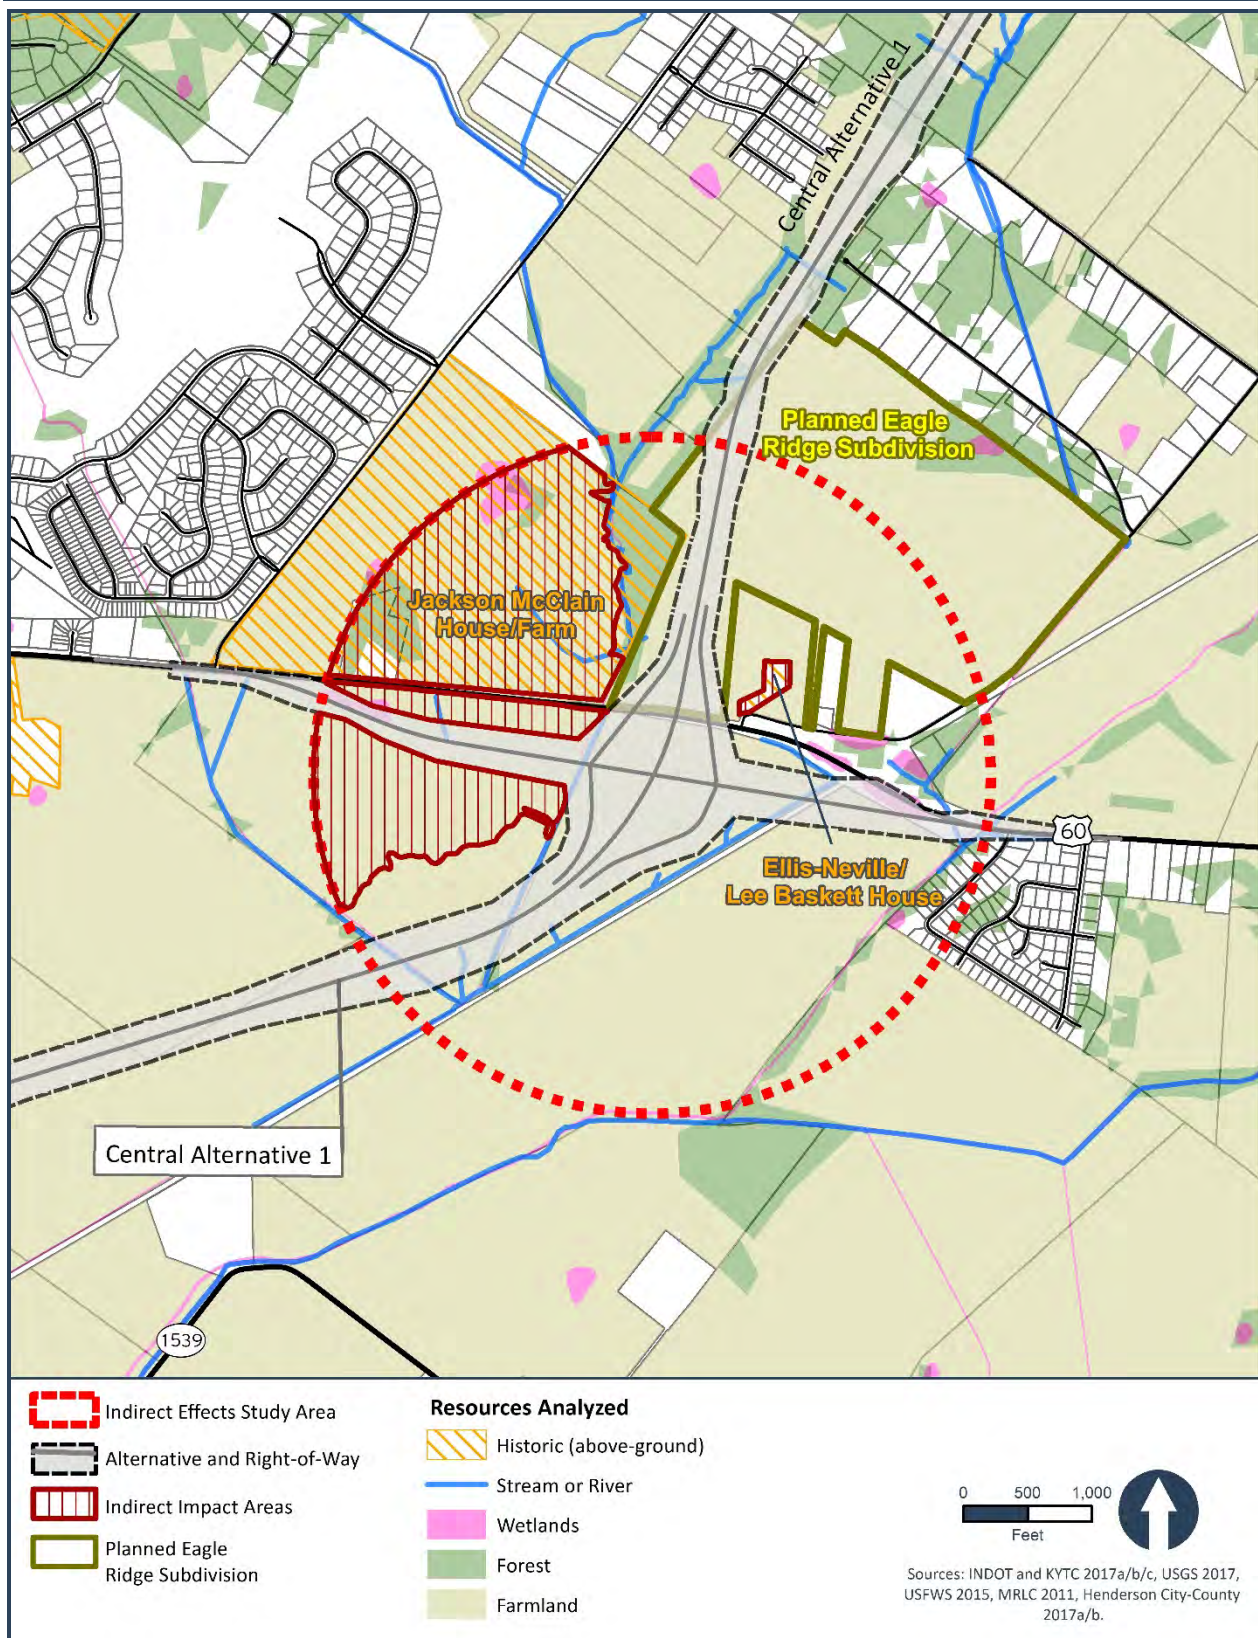 Central Alternative 1
Planned Eagle
Ridge Subdivision
Jackson McClain
House/Farm
60
Ellis-Neville/
Lee Baskett House
Central Alternative 1
1539
Indirect Effects Study Area
Alternative and Right-of-Way
Indirect Impact Areas
Planned Eagle
Ridge Subdivision
Resources Analyzed
Historic (above-ground)
Stream or River
Wetlands
Forest
Farmland
0 500 1,000
Feet
Sources: INDOT and KYTC 2017a/b/c, USGS 2017,
USFWS 2015, MRLC 2011, Henderson City-County
2017a/b.